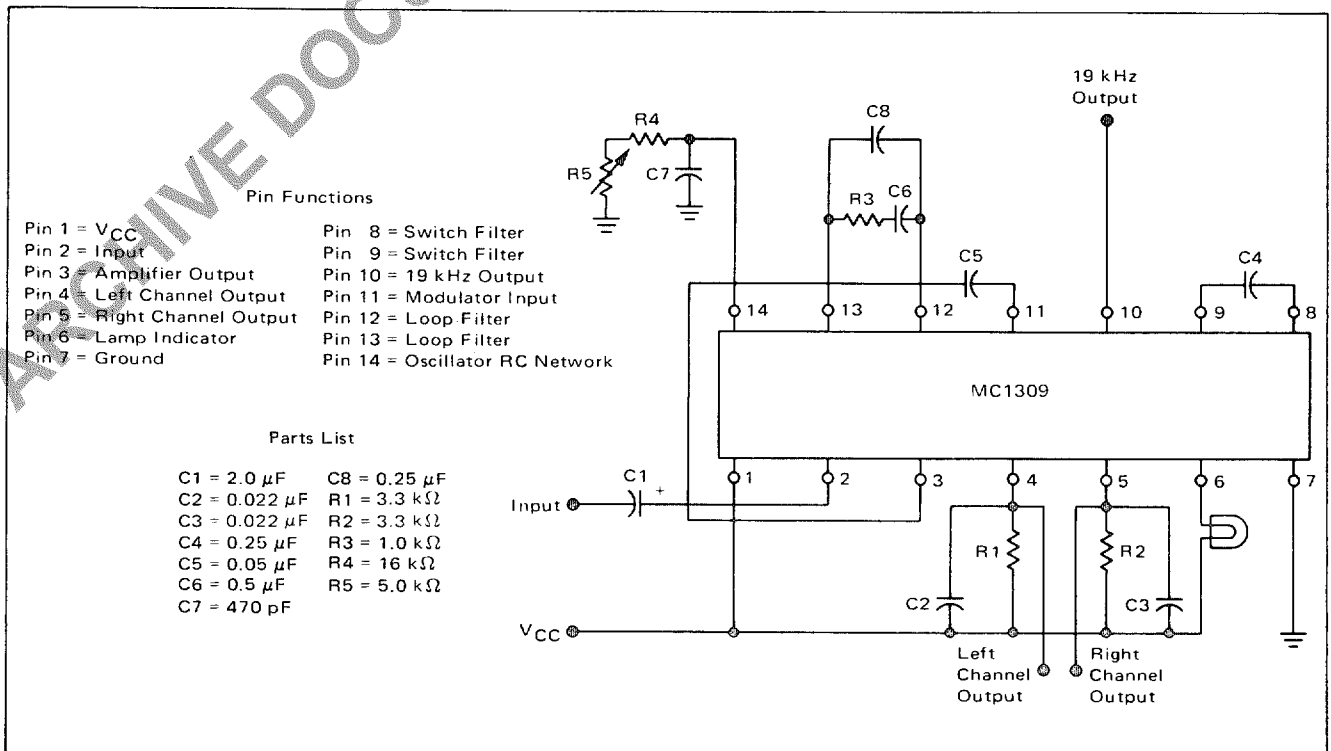 ARCHIVE DOCU
Pin Functions
Pin 1 = VCC
Pin 2 = Input
Pin 3 = Amplifier Output
Pin 4 = Left Channel Output
Pin 5 = Right Channel Output
Pin 6 = Lamp Indicator
Pin 7 = Ground
Pin 8 = Switch Filter
Pin 9 = Switch Filter
Pin 10 = 19 kHz Output
Pin 11 = Modulator Input
Pin 12 = Loop Filter
Pin 13 = Loop Filter
Pin 14 = Oscillator RC Network
Parts List
C1 = 2.0 μF
C2 = 0.022 μF
C3 = 0.022 μF
C4 = 0.25 μF
C5 = 0.05 μF
C6 = 0.5 μF
C7 = 470 pF
C8 = 0.25 μF
R1 = 3.3 kΩ
R2 = 3.3 kΩ
R3 = 1.0 kΩ
R4 = 16 kΩ
R5 = 5.0 kΩ
19 kHz
Output
R4
C8
R5
C7
R3
C6
C5
C4
14
13
12
11
10
9
8
MC1309
C1
+
Input
1
2
3
4
5
6
7
R1
R2
C2
C3
VCC
Left
Channel
Output
Right
Channel
Output